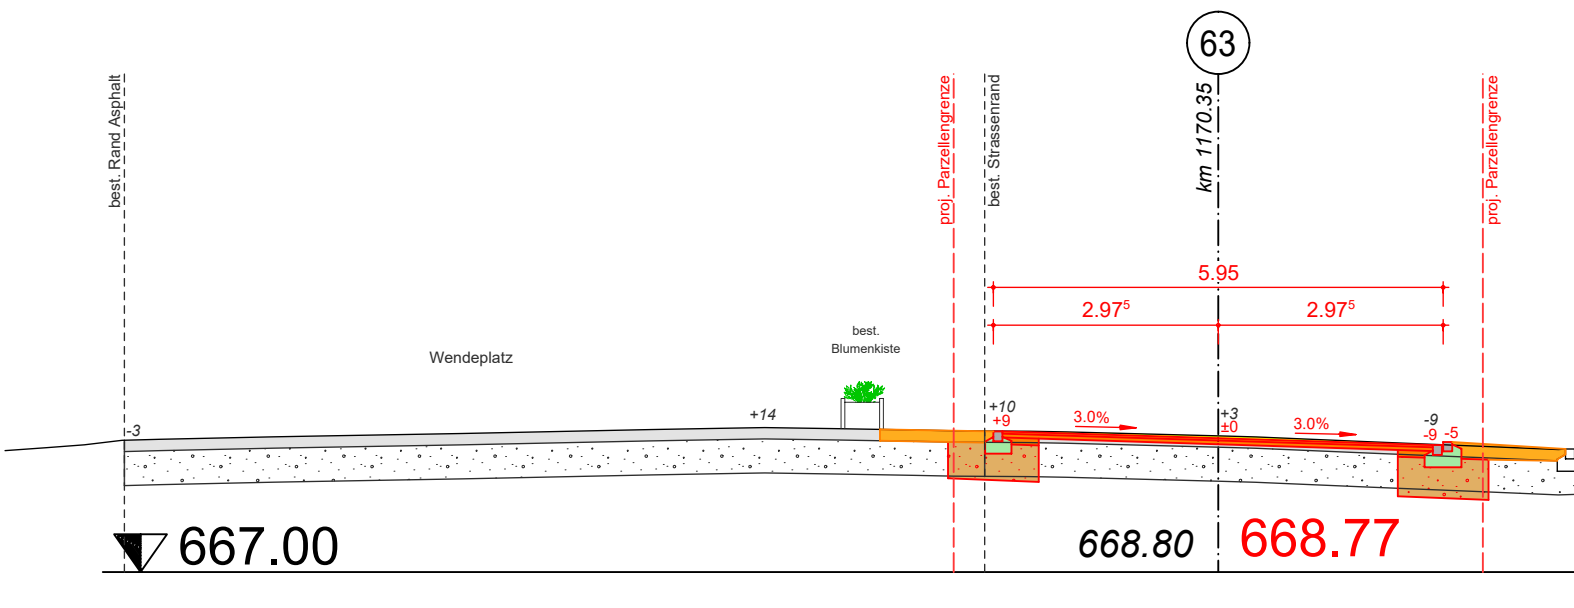 63
best. Rand Asphalt
proj. Parzellengrenze
best. Strassenrand
km 1170.35
proj. Parzellengrenze
5.95
2.97⁵
2.97⁵
best.
Blumenkiste
Wendeplatz
-3
+14
+10
+9
3.0%
+3
±0
3.0%
-9
-9
-5
667.00
668.80
668.77